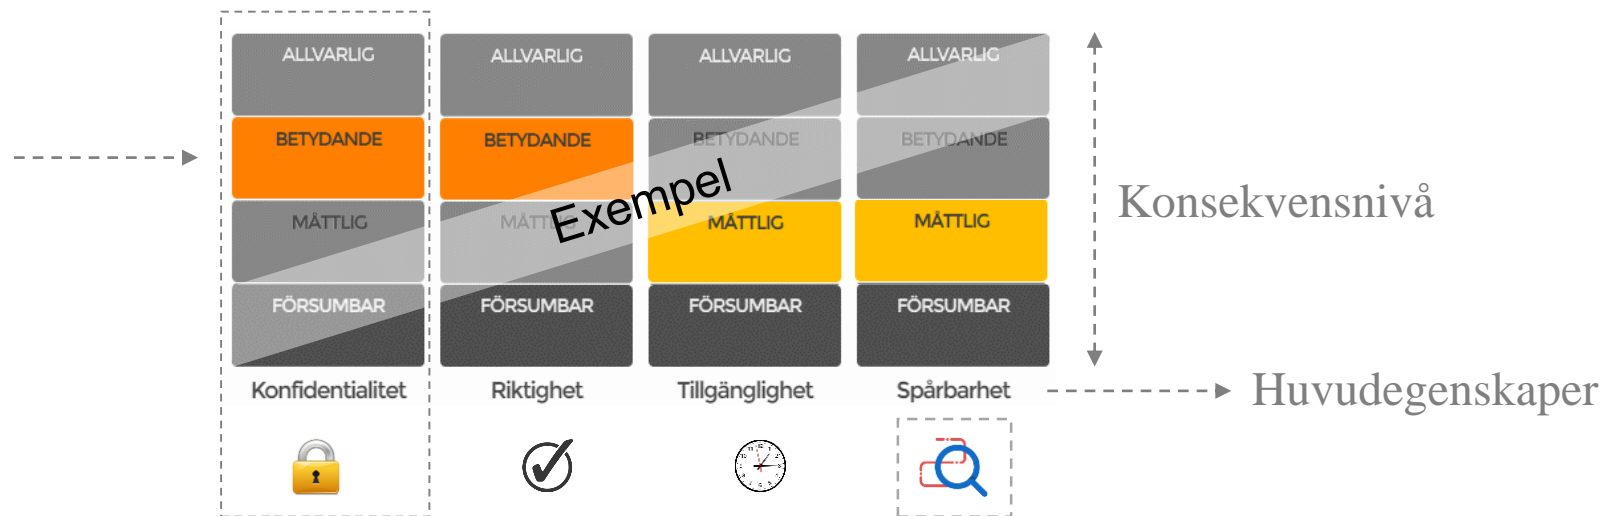 ALLVARLIG ALLVARLIG ALLVARLIG ALLVARLIG
BETYDANDE BETYDANDE BETYDANDE BETYDANDE
Exempel
Konsekvensnivå
MÅTTLIG MÅTTLIG MÅTTLIG MÅTTLIG
FÖRSUMBAR FÖRSUMBAR FÖRSUMBAR FÖRSUMBAR
Konfidentialitet Riktighet Tillgänglighet Spårbarhet Huvudegenskaper